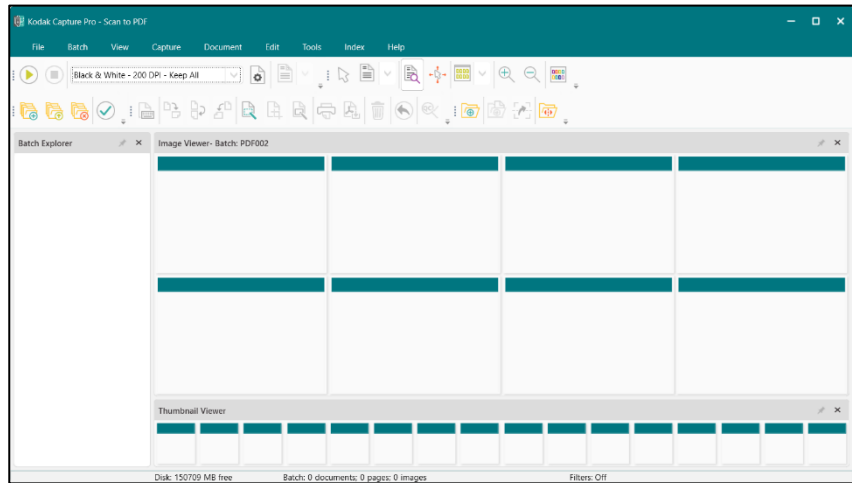 Kodak Capture Pro - Scan to PDF
File Batch View Capture Document Edit Tools Index Help
Black & White - 200 DPI - Keep All
Batch Explorer
Image Viewer- Batch: PDF002
Thumbnail Viewer
Disk: 150709 MB free Batch: 0 documents; 0 pages; 0 images Filters: Off